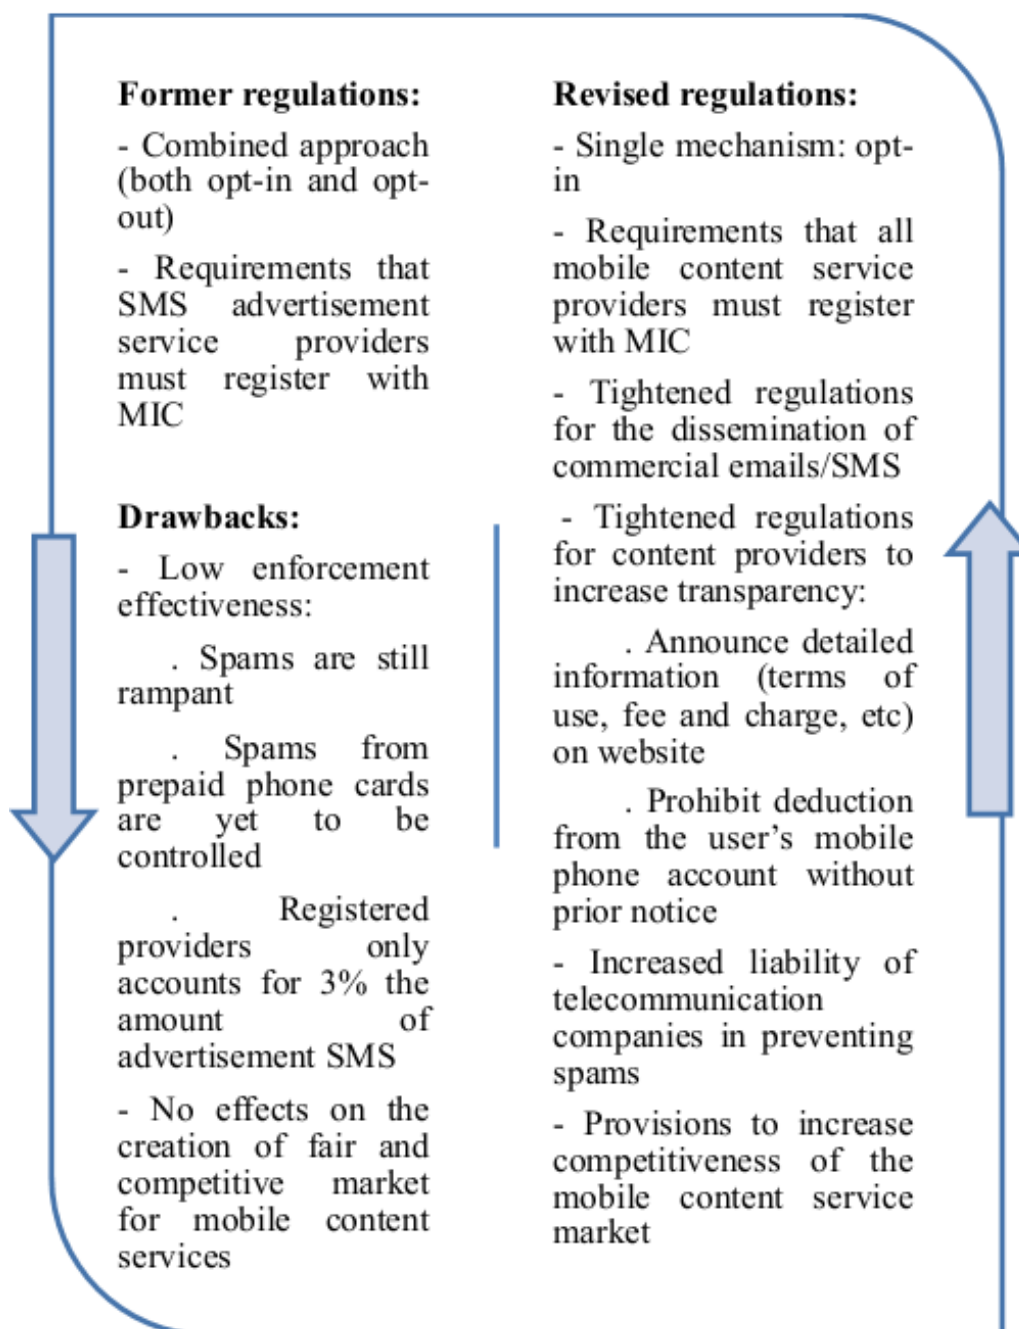 Former regulations:
- Combined approach
(both opt-in and opt-
out)
- Requirements that
SMS advertisement
service providers
must register with
MIC
Drawbacks:
- Low enforcement
effectiveness:
. Spams are still
rampant
. Spams from
prepaid phone cards
are yet to be
controlled
. Registered
providers only
accounts for 3% the
amount of
advertisement SMS
- No effects on the
creation of fair and
competitive market
for mobile content
services
Revised regulations:
- Single mechanism: opt-
in
- Requirements that all
mobile content service
providers must register
with MIC
- Tightened regulations
for the dissemination of
commercial emails/SMS
- Tightened regulations
for content providers to
increase transparency:
. Announce detailed
information (terms of
use, fee and charge, etc)
on website
. Prohibit deduction
from the user’s mobile
phone account without
prior notice
- Increased liability of
telecommunication
companies in preventing
spams
- Provisions to increase
competitiveness of the
mobile content service
market